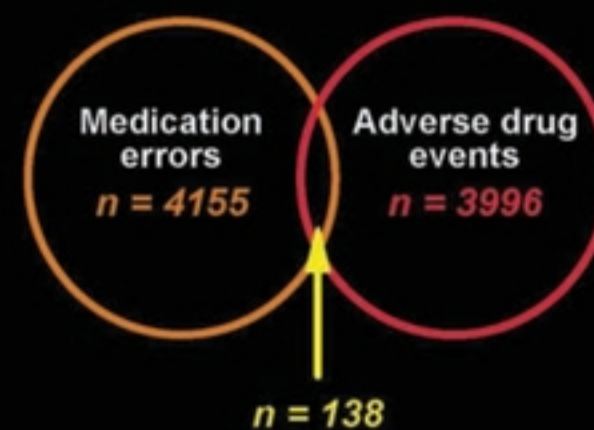 Medication
errors
n = 4155
Adverse drug
events
n = 3996
n = 138